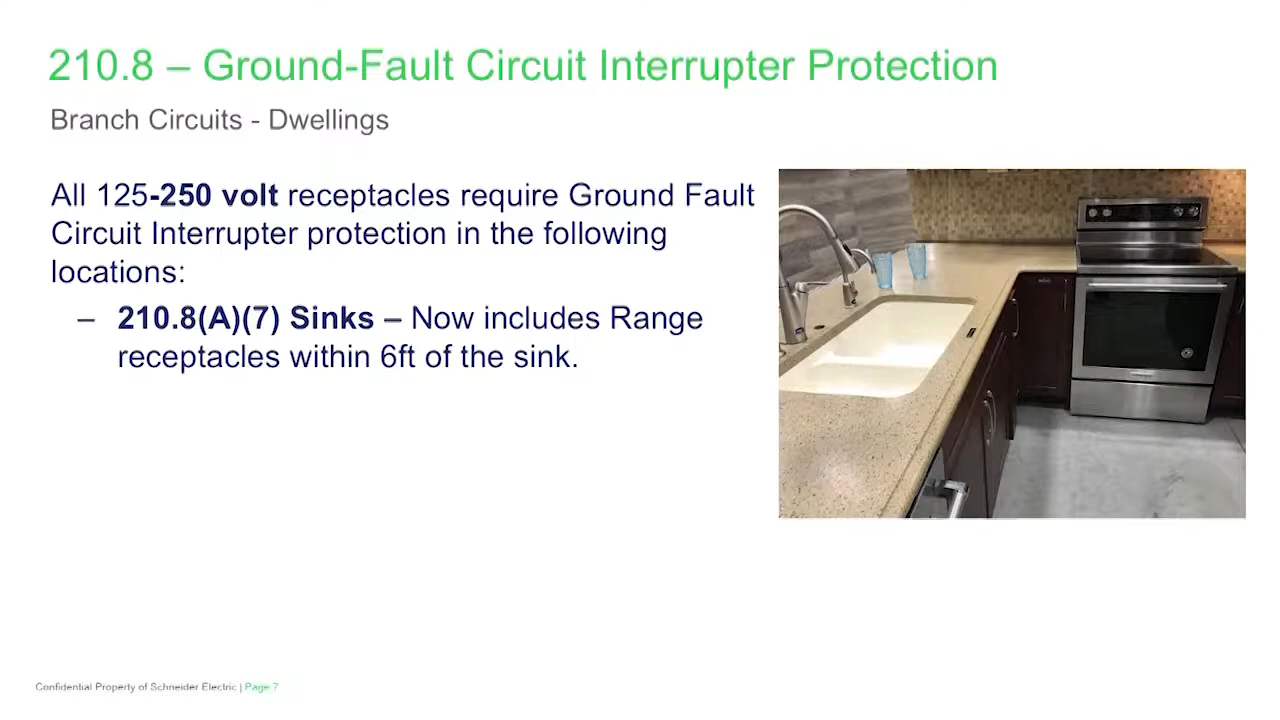 210.8 – Ground-Fault Circuit Interrupter Protection
Branch Circuits - Dwellings
All 125-250 volt receptacles require Ground Fault
Circuit Interrupter protection in the following
locations:
– 210.8(A)(7) Sinks – Now includes Range
receptacles within 6ft of the sink.
Confidential Property of Schneider Electric | Page 7